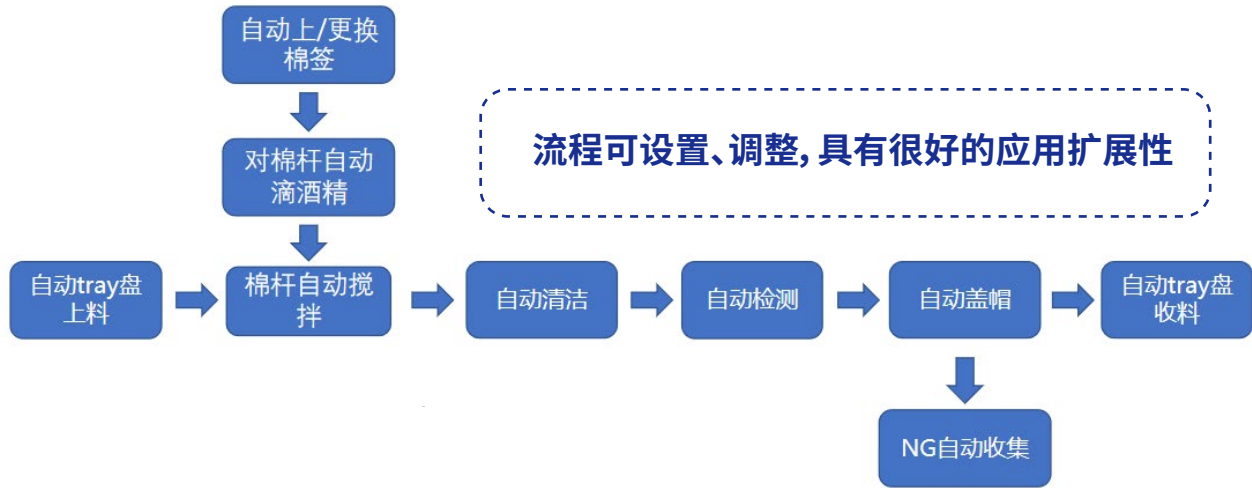 自动上/更换
棉签
对棉杆自动
滴酒精
流程可设置、调整,具有很好的应用扩展性
自动tray盘
上料
棉杆自动搅
拌
自动清洁
自动检测
自动盖帽
自动tray盘
收料
NG自动收集